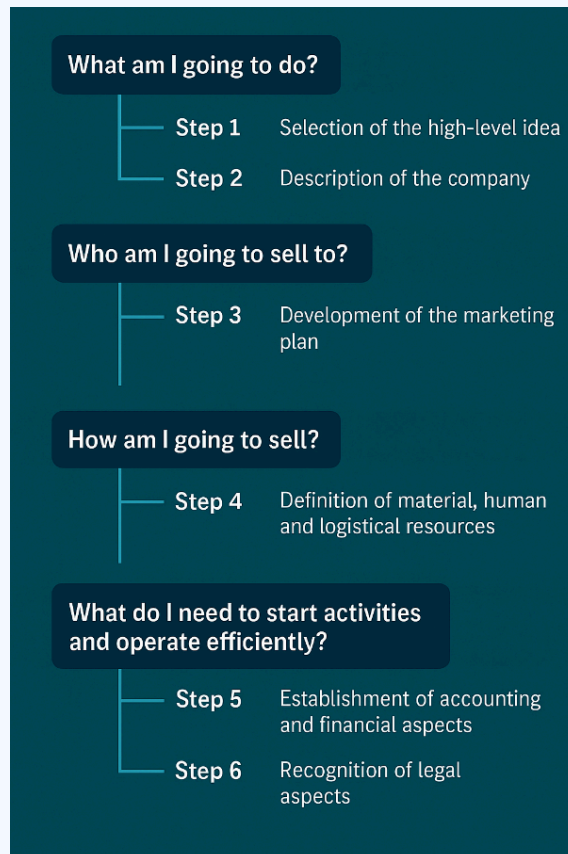 What am I going to do?
Step 1 Selection of the high-level idea
Step 2 Description of the company
Who am I going to sell to?
Step 3 Development of the marketing
plan
How am I going to sell?
Step 4 Definition of material, human
and logistical resources
What do I need to start activities
and operate efficiently?
Step 5 Establishment of accounting
and financial aspects
Step 6 Recognition of legal
aspects